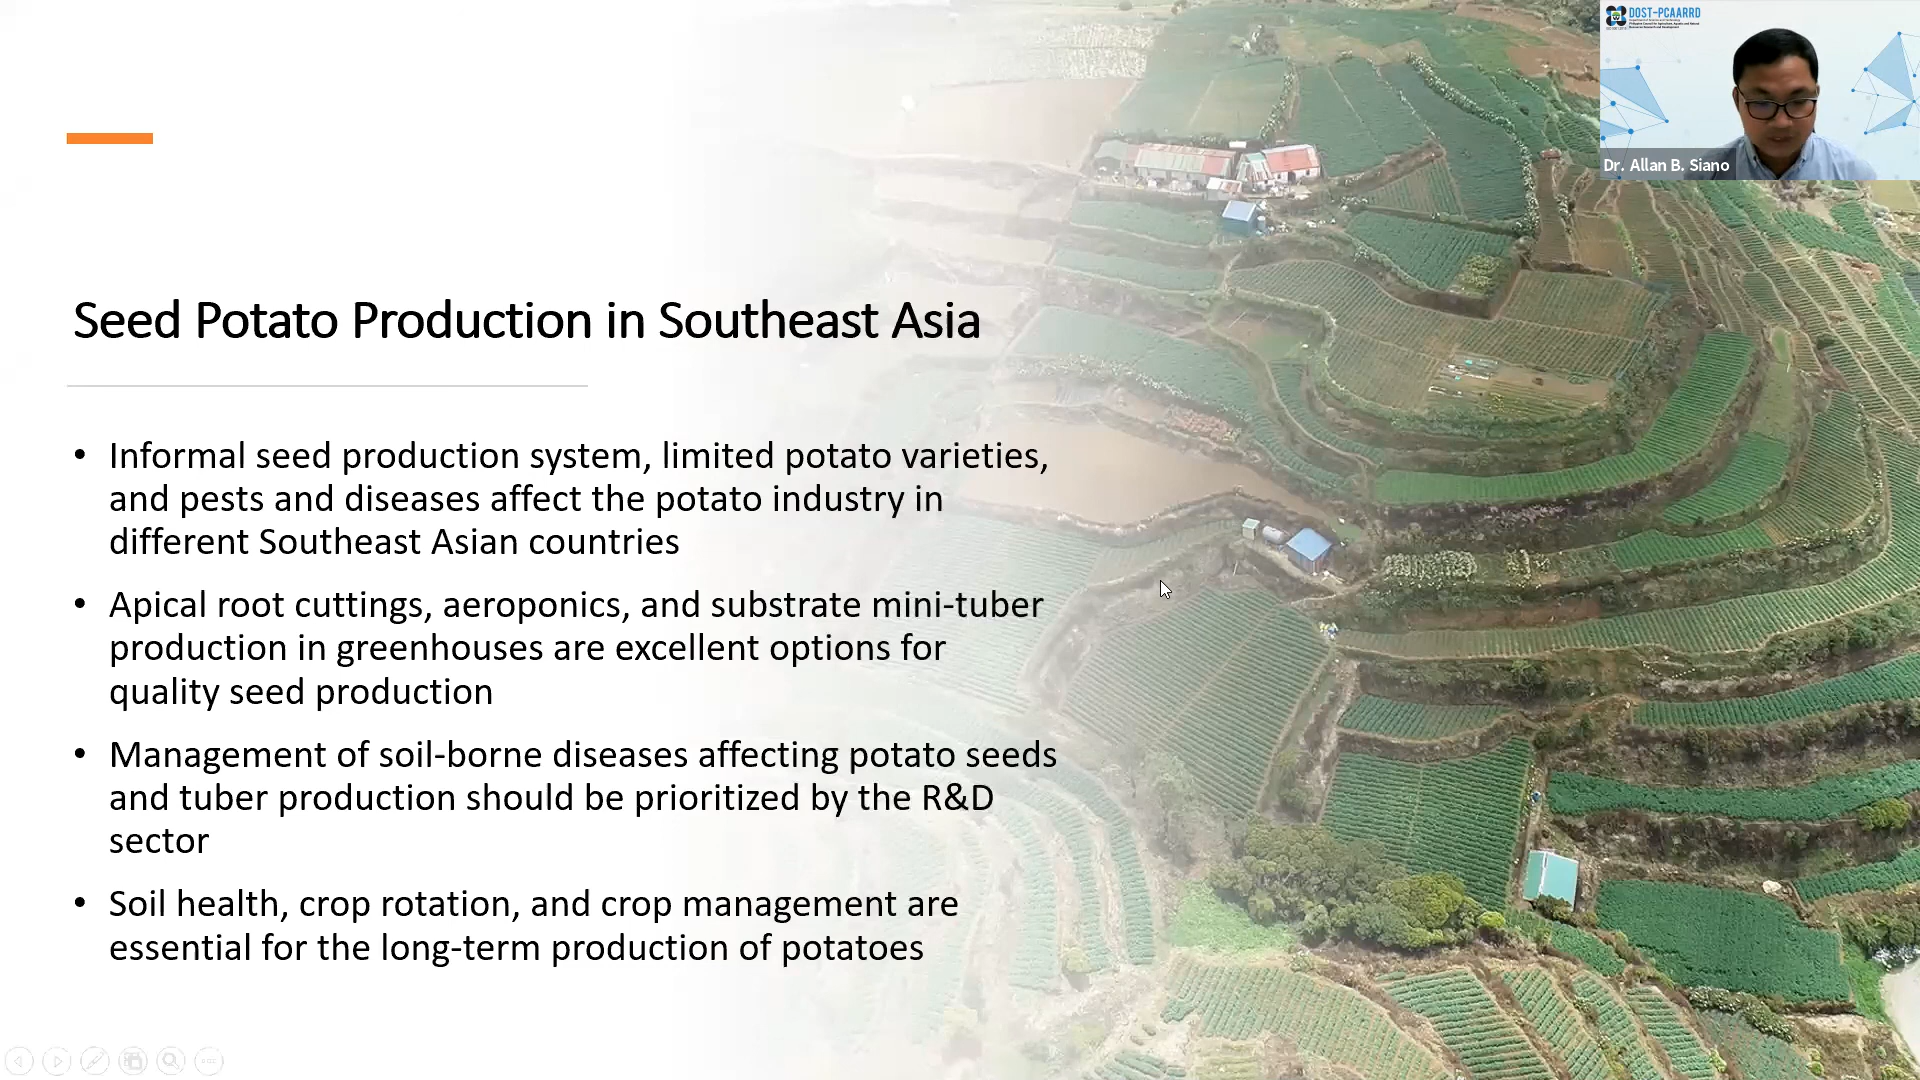 DOST-PCAARRD
Dr. Allan B. Siano
Seed Potato Production in Southeast Asia
• Informal seed production system, limited potato varieties,
and pests and diseases affect the potato industry in
different Southeast Asian countries
• Apical root cuttings, aeroponics, and substrate mini-tuber
production in greenhouses are excellent options for
quality seed production
• Management of soil-borne diseases affecting potato seeds
and tuber production should be prioritized by the R&D
sector
• Soil health, crop rotation, and crop management are
essential for the long-term production of potatoes